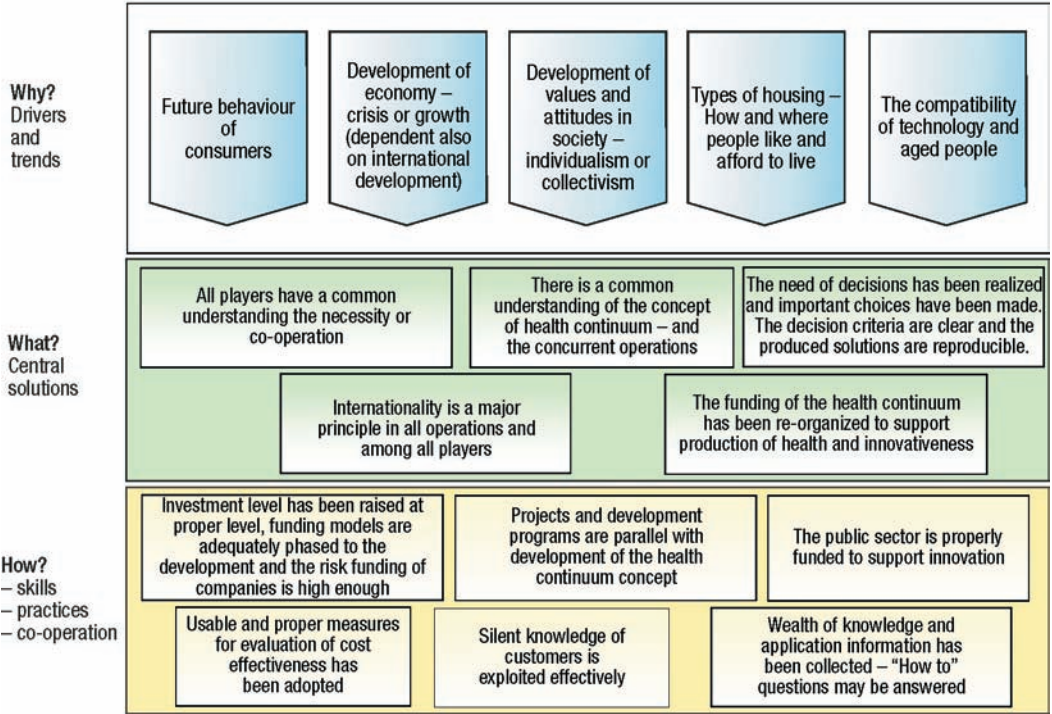 Why?
Drivers
and
trends
Future behaviour
of
consumers
Development of
economy –
crisis or growth
(dependent also
on international
development)
Development of
values and
attitudes in
society –
individualism or
collectivism
Types of housing –
How and where
people like and
afford to live
The compatibility
of technology and
aged people
What?
Central
solutions
All players have a common
understanding the necessity or
co-operation
There is a common
understanding of the concept
of health continuum – and
the concurrent operations
The need of decisions has been realized
and important choices have been made.
The decision criteria are clear and the
produced solutions are reproducible.
Internationality is a major
principle in all operations and
among all players
The funding of the health continuum
has been re-organized to support
production of health and innovativeness
How?
– skills
– practices
– co-operation
Investment level has been raised at
proper level, funding models are
adequately phased to the
development and the risk funding of
companies is high enough
Projects and development
programs are parallel with
development of the health
continuum concept
The public sector is properly
funded to support innovation
Usable and proper measures
for evaluation of cost
effectiveness has
been adopted
Silent knowledge of
customers is
exploited effectively
Wealth of knowledge and
application information has
been collected – “How to”
questions may be answered